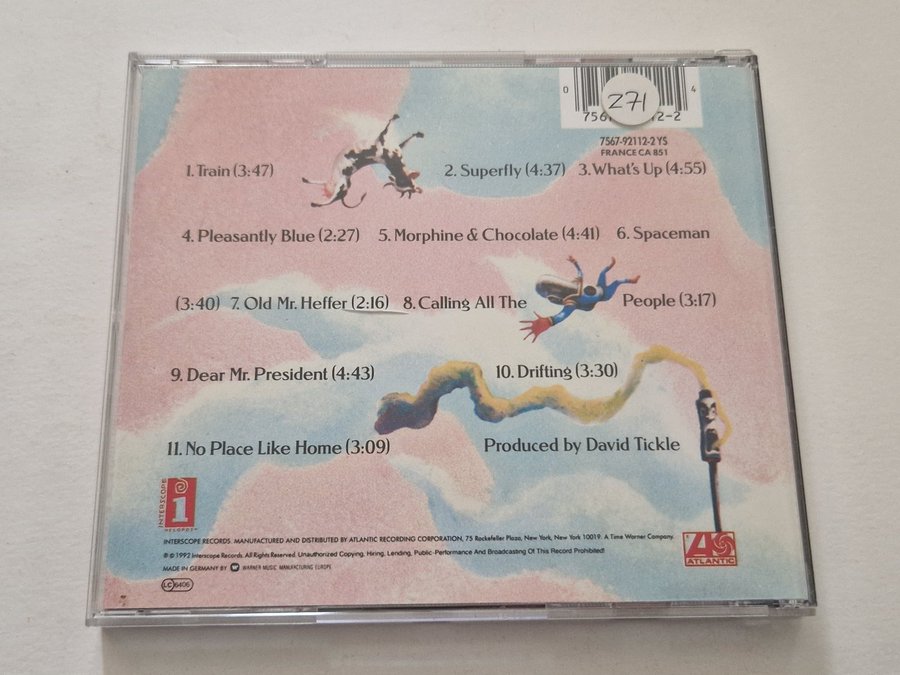 0 4
Z71
756 12-2
7567-92112-2 YS
FRANCE CA 851
1. Train (3:47) 2. Superfly (4:37) 3. What's Up (4:55)
4. Pleasantly Blue (2:27) 5. Morphine & Chocolate (4:41) 6. Spaceman
(3:40) 7. Old Mr. Heffer (2:16) 8. Calling All The People (3:17)
9. Dear Mr. President (4:43) 10. Drifting (3:30)
11. No Place Like Home (3:09) Produced by David Tickle
INTERSCOPE
RECORDS
INTERSCOPE RECORDS. MANUFACTURED AND DISTRIBUTED BY ATLANTIC RECORDING CORPORATION, 75 Rockefeller Plaza, New York, New York 10019. A Time Warner Company.
℗ © 1992 Interscope Records. All Rights Reserved. Unauthorized Copying, Hiring, Lending, Public-Performance And Broadcasting Of This Record Prohibited!
MADE IN GERMANY BY WARNER MUSIC MANUFACTURING EUROPE
LC 6406
ATLANTIC